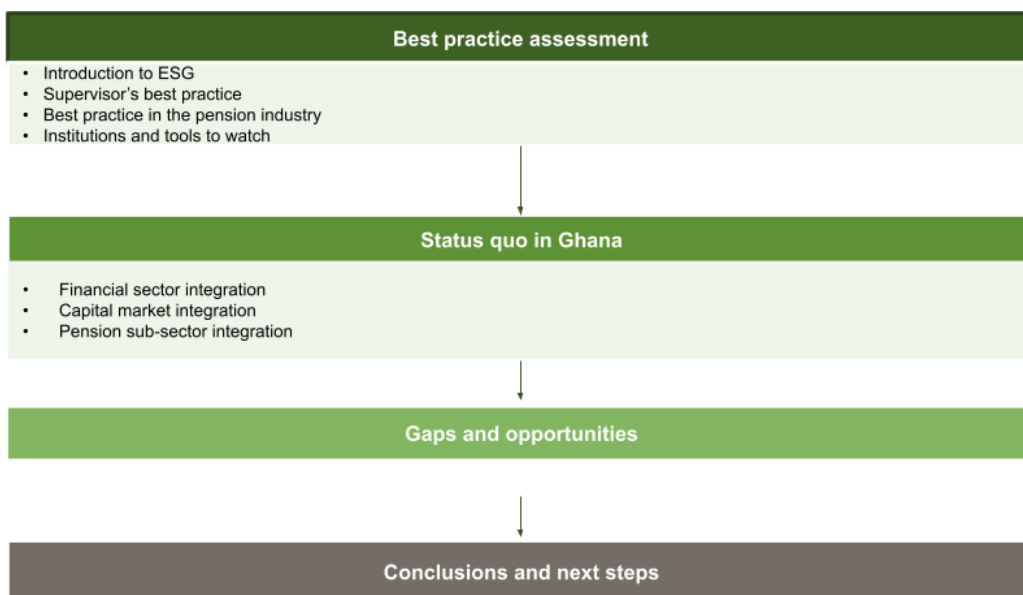 Best practice assessment
• Introduction to ESG
• Supervisor's best practice
• Best practice in the pension industry
• Institutions and tools to watch
Status quo in Ghana
• Financial sector integration
• Capital market integration
• Pension sub-sector integration
Gaps and opportunities
Conclusions and next steps